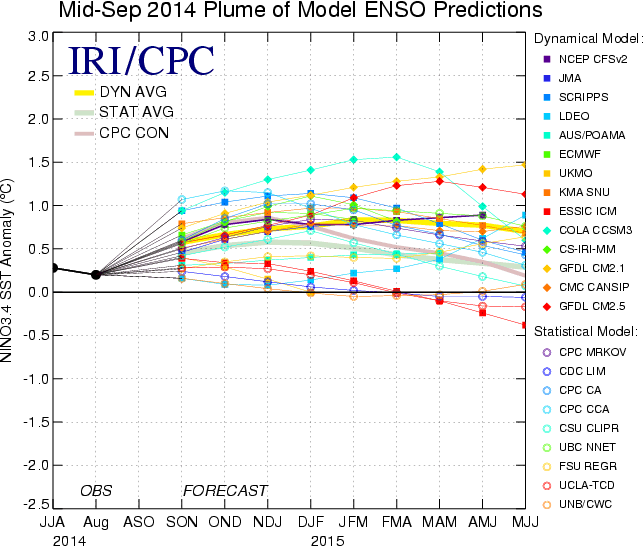 Mid-Sep 2014 Plume of Model ENSO Predictions
NINO3.4 SST Anomaly (°C)
3.0
2.5
2.0
1.5
1.0
0.5
0.0
-0.5
-1.0
-1.5
-2.0
-2.5
IRI/CPC
DYN AVG
STAT AVG
CPC CON
OBS
FORECAST
JJA Aug ASO SON OND NDJ DJF JFM FMA MAM AMJ MJJ
2014 2015
Dynamical Model:
NCEP CFSv2
JMA
SCRIPPS
LDEO
AUS/POAMA
ECMWF
UKMO
KMA SNU
ESSIC ICM
COLA CCSM3
CS-IRI-MM
GFDL CM2.1
CMC CANSIP
GFDL CM2.5
Statistical Model:
CPC MRKOV
CDC LIM
CPC CA
CPC CCA
CSU CLIPR
UBC NNET
FSU REGR
UCLA-TCD
UNB/CWC